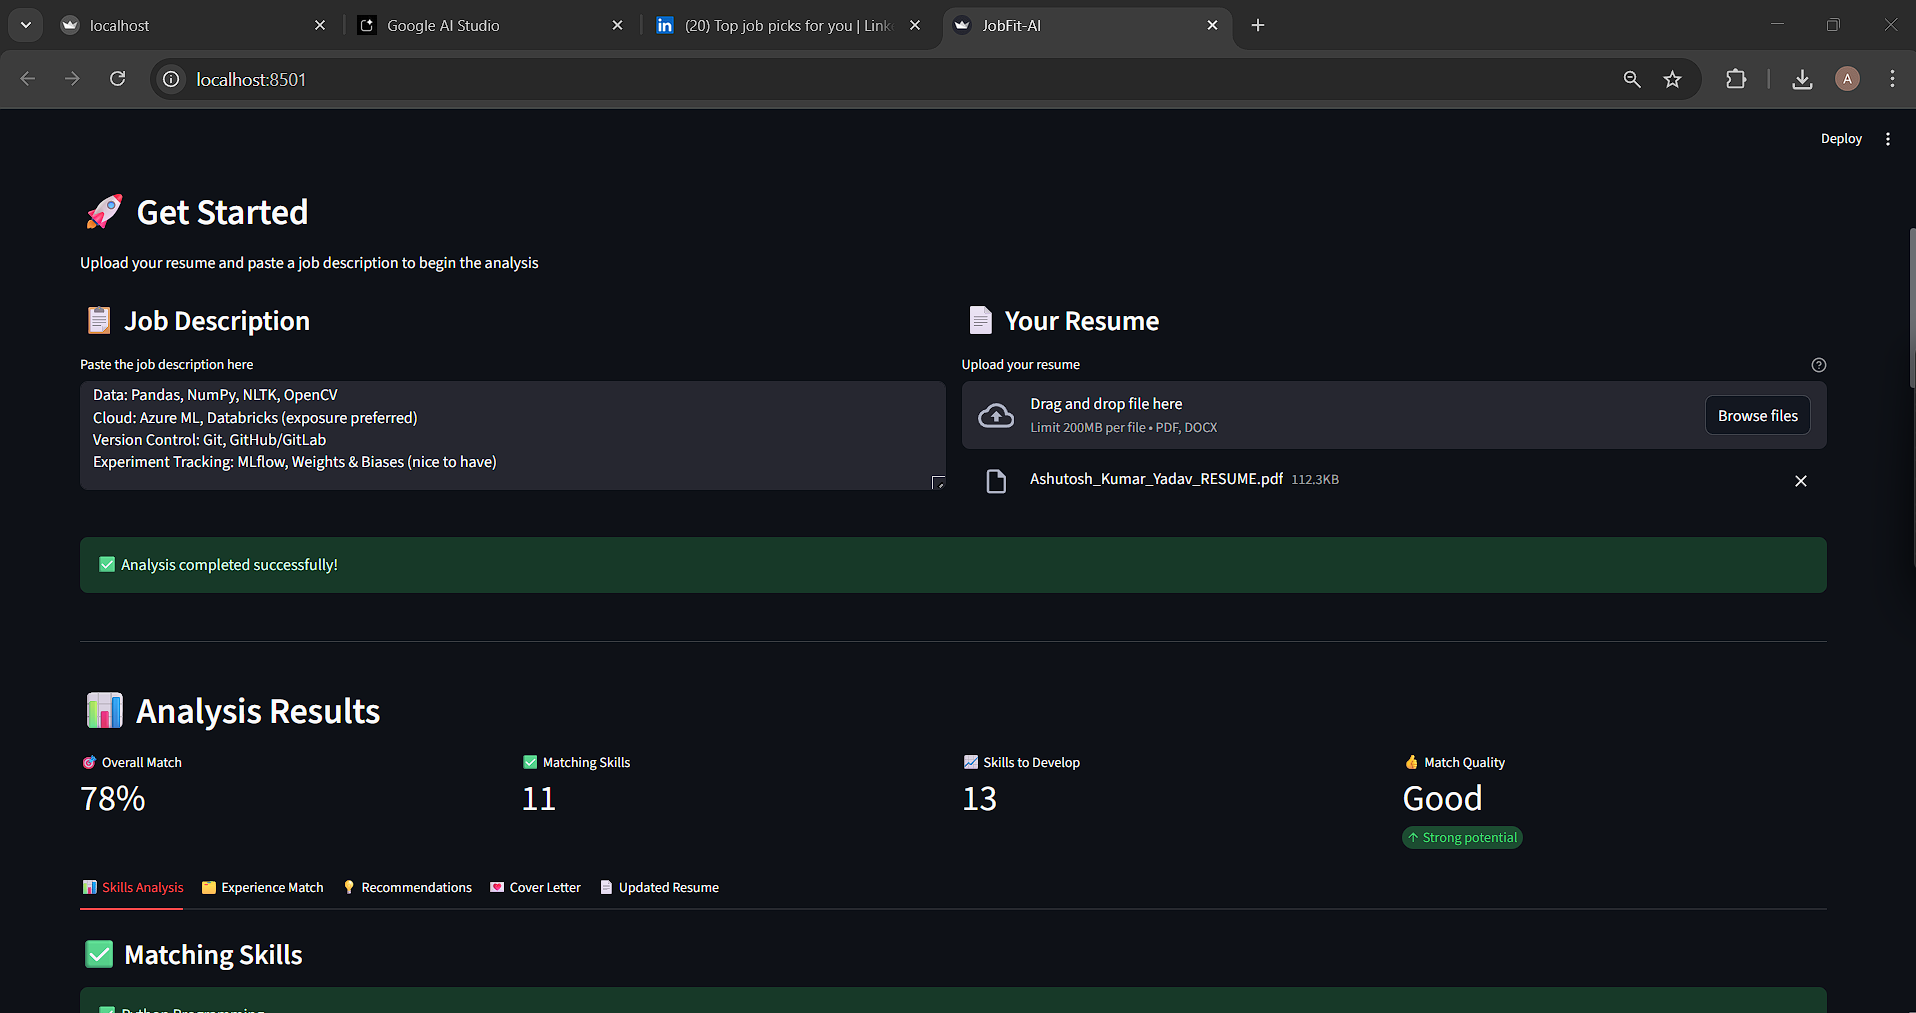 localhost
Google AI Studio
(20) Top job picks for you | Link
JobFit-AI
localhost:8501
A
Deploy
Get Started
Upload your resume and paste a job description to begin the analysis
Job Description
Paste the job description here
Data: Pandas, NumPy, NLTK, OpenCV
Cloud: Azure ML, Databricks (exposure preferred)
Version Control: Git, GitHub/GitLab
Experiment Tracking: MLflow, Weights & Biases (nice to have)
Your Resume
Upload your resume
Drag and drop file here
Limit 200MB per file • PDF, DOCX
Browse files
Ashutosh_Kumar_Yadav_RESUME.pdf 112.3KB
Analysis completed successfully!
Analysis Results
Overall Match
78%
Matching Skills
11
Skills to Develop
13
Match Quality
Good
↑ Strong potential
Skills Analysis
Experience Match
Recommendations
Cover Letter
Updated Resume
Matching Skills
Python Programming